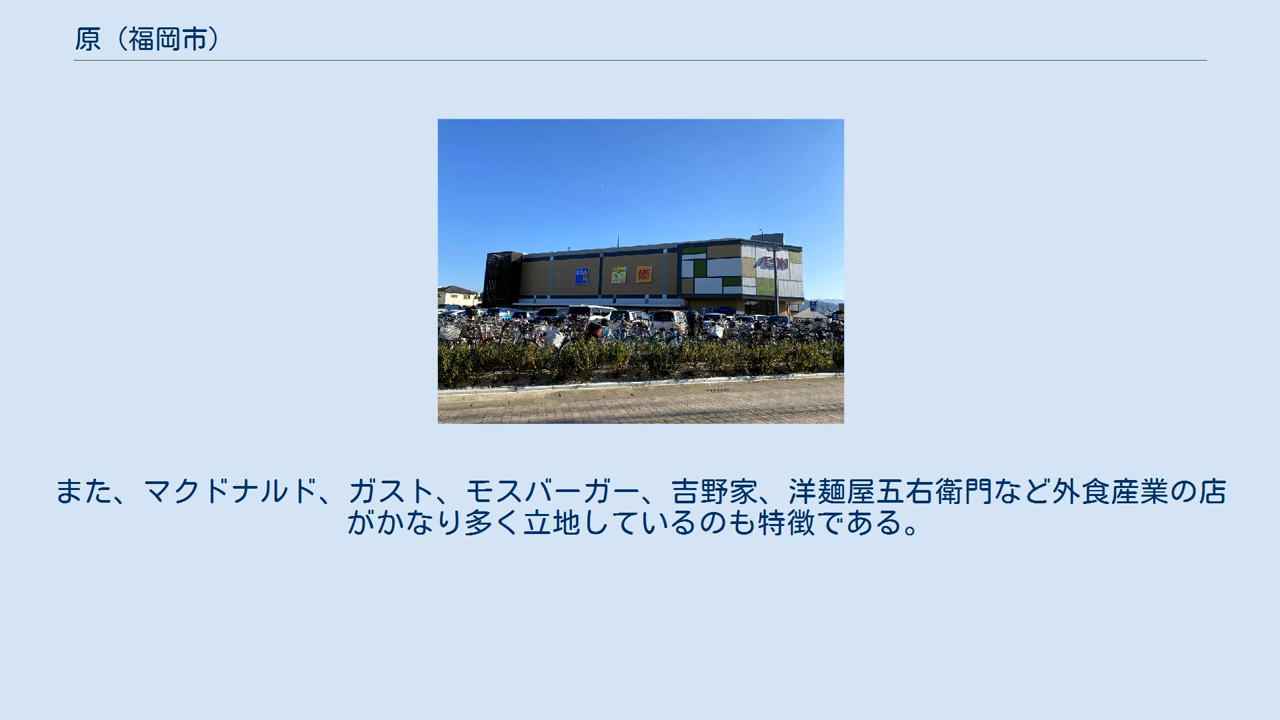 原（福岡市）
ABC
また、マクドナルド、ガスト、モスバーガー、吉野家、洋麺屋五右衛門など外食産業の店
がかなり多く立地しているのも特徴である。